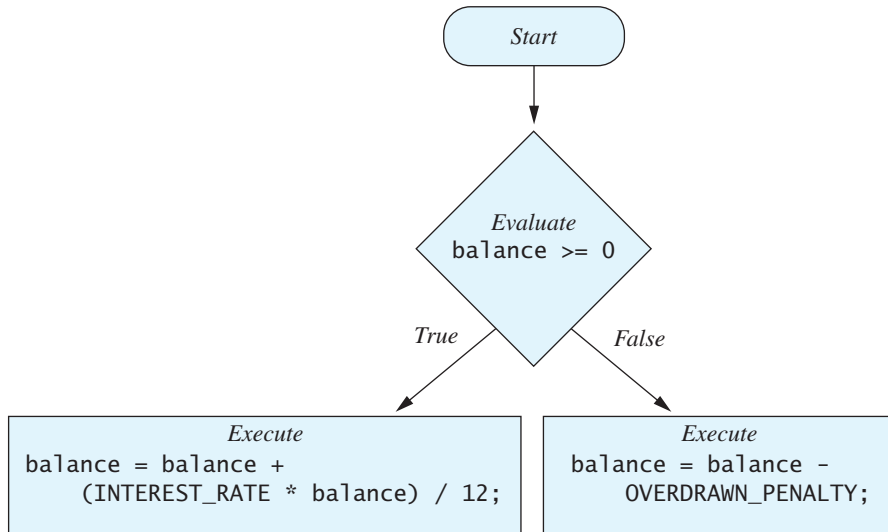 Start
Evaluate
balance >= 0
True
False
Execute
balance = balance +
(INTEREST_RATE * balance) / 12;
Execute
balance = balance -
OVERDRAWN_PENALTY;